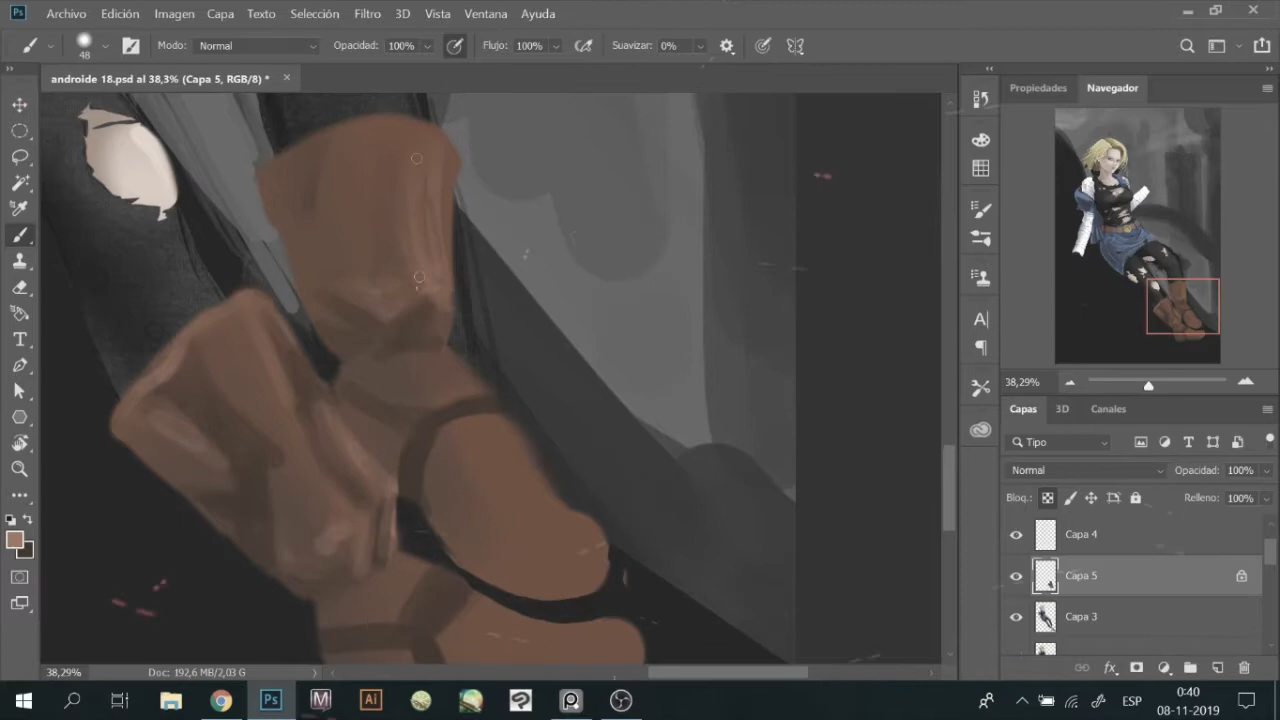 Ps Archivo Edición Imagen Capa Texto Selección Filtro 3D Vista Ventana Ayuda
48 Modo: Normal Opacidad: 100% Flujo: 100% Suavizar: 0%
androide 18.psd al 38,3% (Capa 5, RGB/8) *
Propiedades Navegador
38,29%
Capas 3D Canales
Tipo
Normal Opacidad: 100%
Bloq.: Relleno: 100%
Capa 4
Capa 5
Capa 3
38,29% Doc: 192,6 MB/2,03 G
Ps M Ai ESP 0:40
08-11-2019